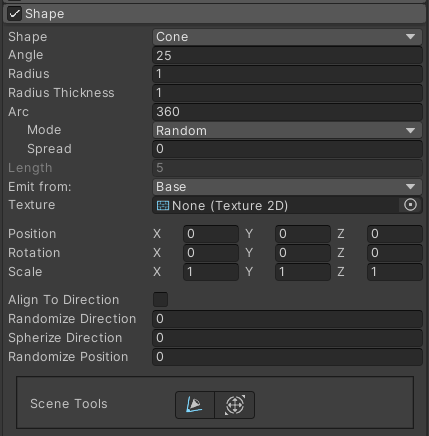 Shape
Shape Cone
Angle 25
Radius 1
Radius Thickness 1
Arc 360
Mode Random
Spread 0
Length 5
Emit from: Base
Texture None (Texture 2D)
Position X 0 Y 0 Z 0
Rotation X 0 Y 0 Z 0
Scale X 1 Y 1 Z 1
Align To Direction
Randomize Direction 0
Spherize Direction 0
Randomize Position 0
Scene Tools